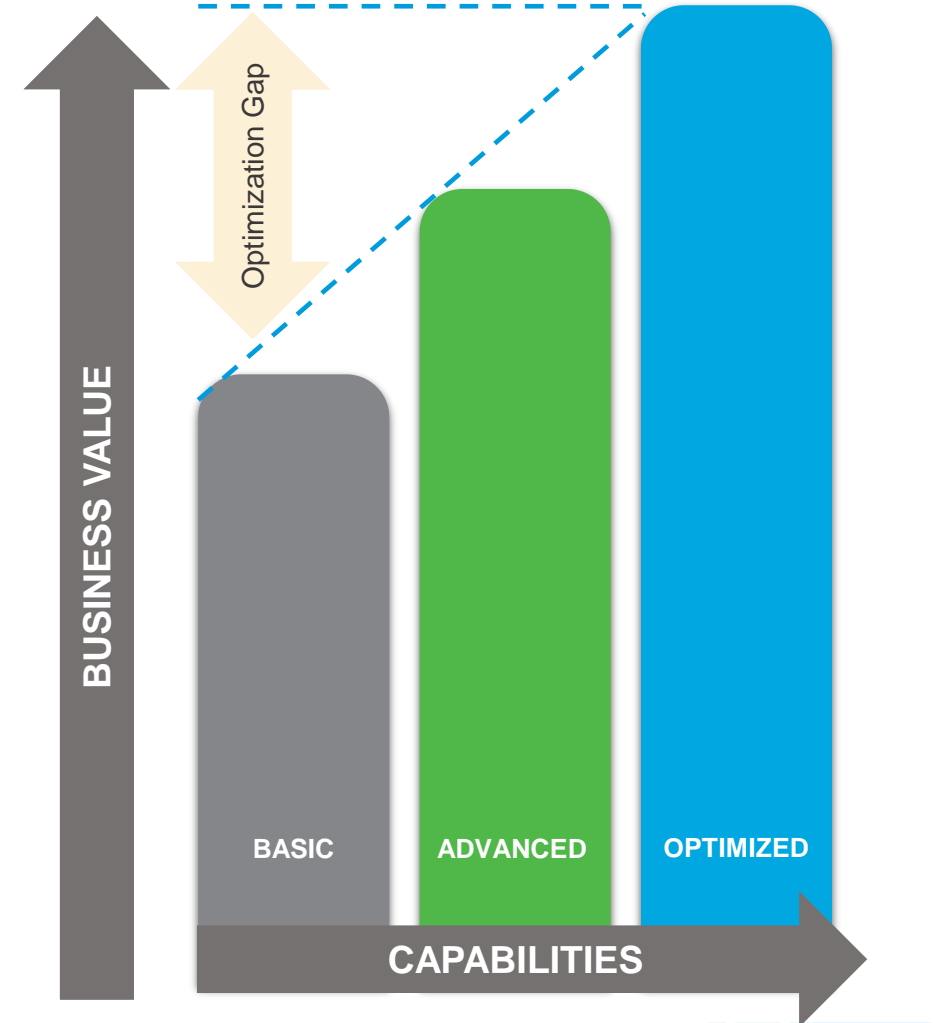 Optimization Gap
BUSINESS VALUE
BASIC
ADVANCED
OPTIMIZED
CAPABILITIES